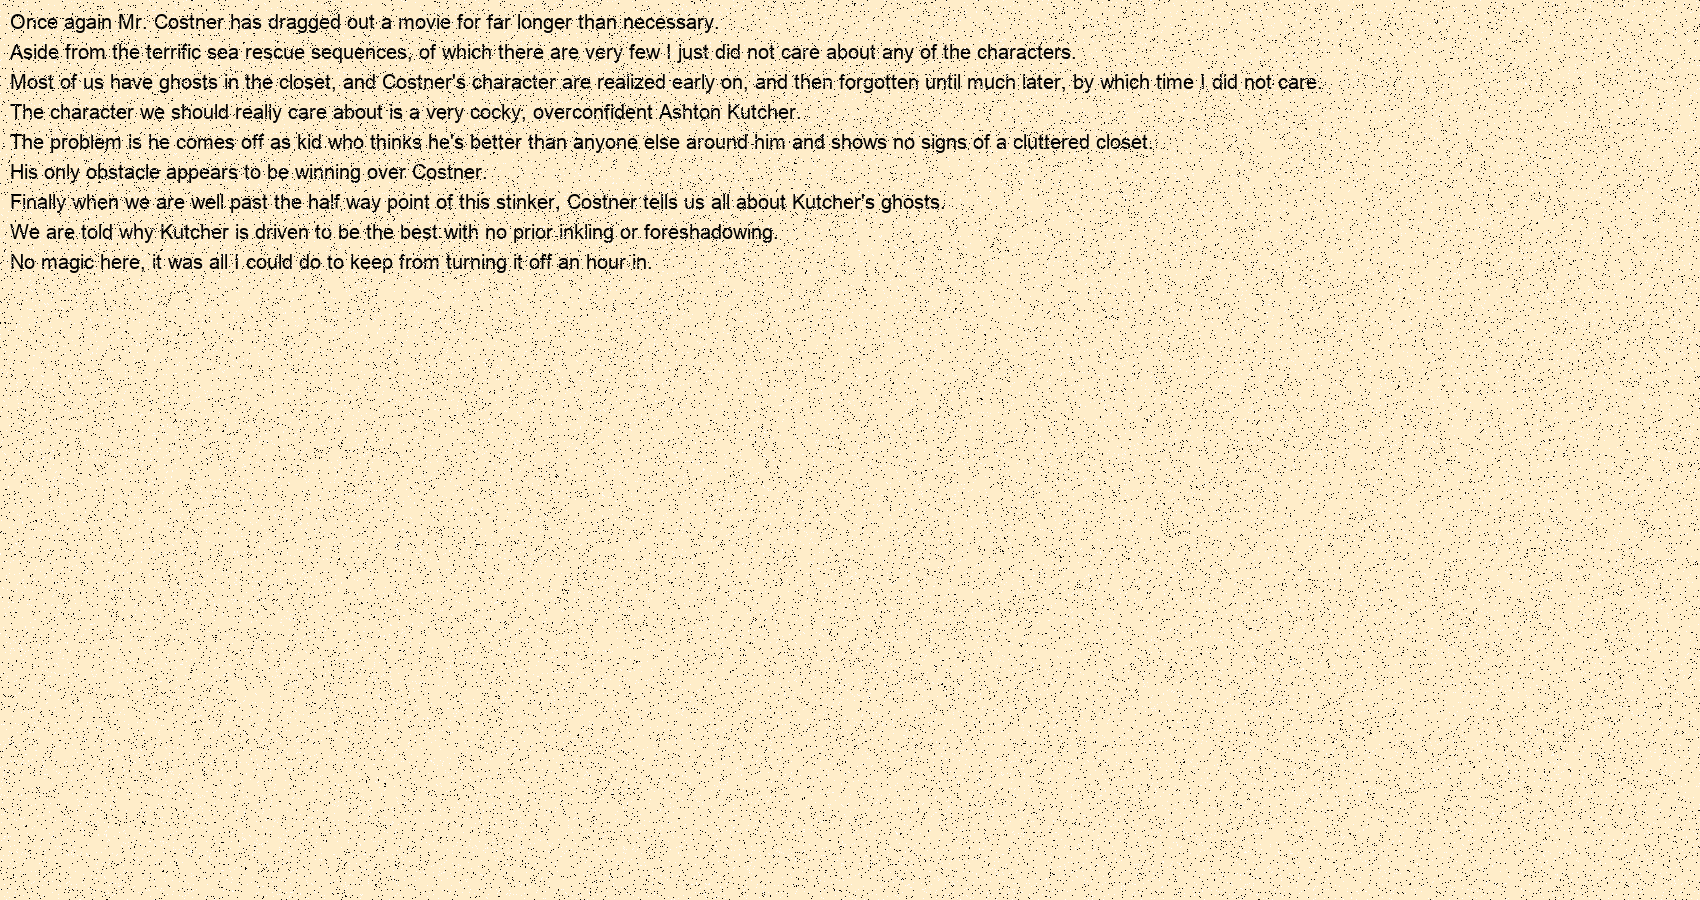 Once again Mr. Costner has dragged out a movie for far longer than necessary.
Aside from the terrific sea rescue sequences, of which there are very few I just did not care about any of the characters.
Most of us have ghosts in the closet, and Costner's character are realized early on, and then forgotten until much later, by which time I did not care.
The character we should really care about is a very cocky, overconfident Ashton Kutcher.
The problem is he comes off as kid who thinks he's better than anyone else around him and shows no signs of a cluttered closet.
His only obstacle appears to be winning over Costner.
Finally when we are well past the half way point of this stinker, Costner tells us all about Kutcher's ghosts.
We are told why Kutcher is driven to be the best with no prior inkling or foreshadowing.
No magic here, it was all I could do to keep from turning it off an hour in.